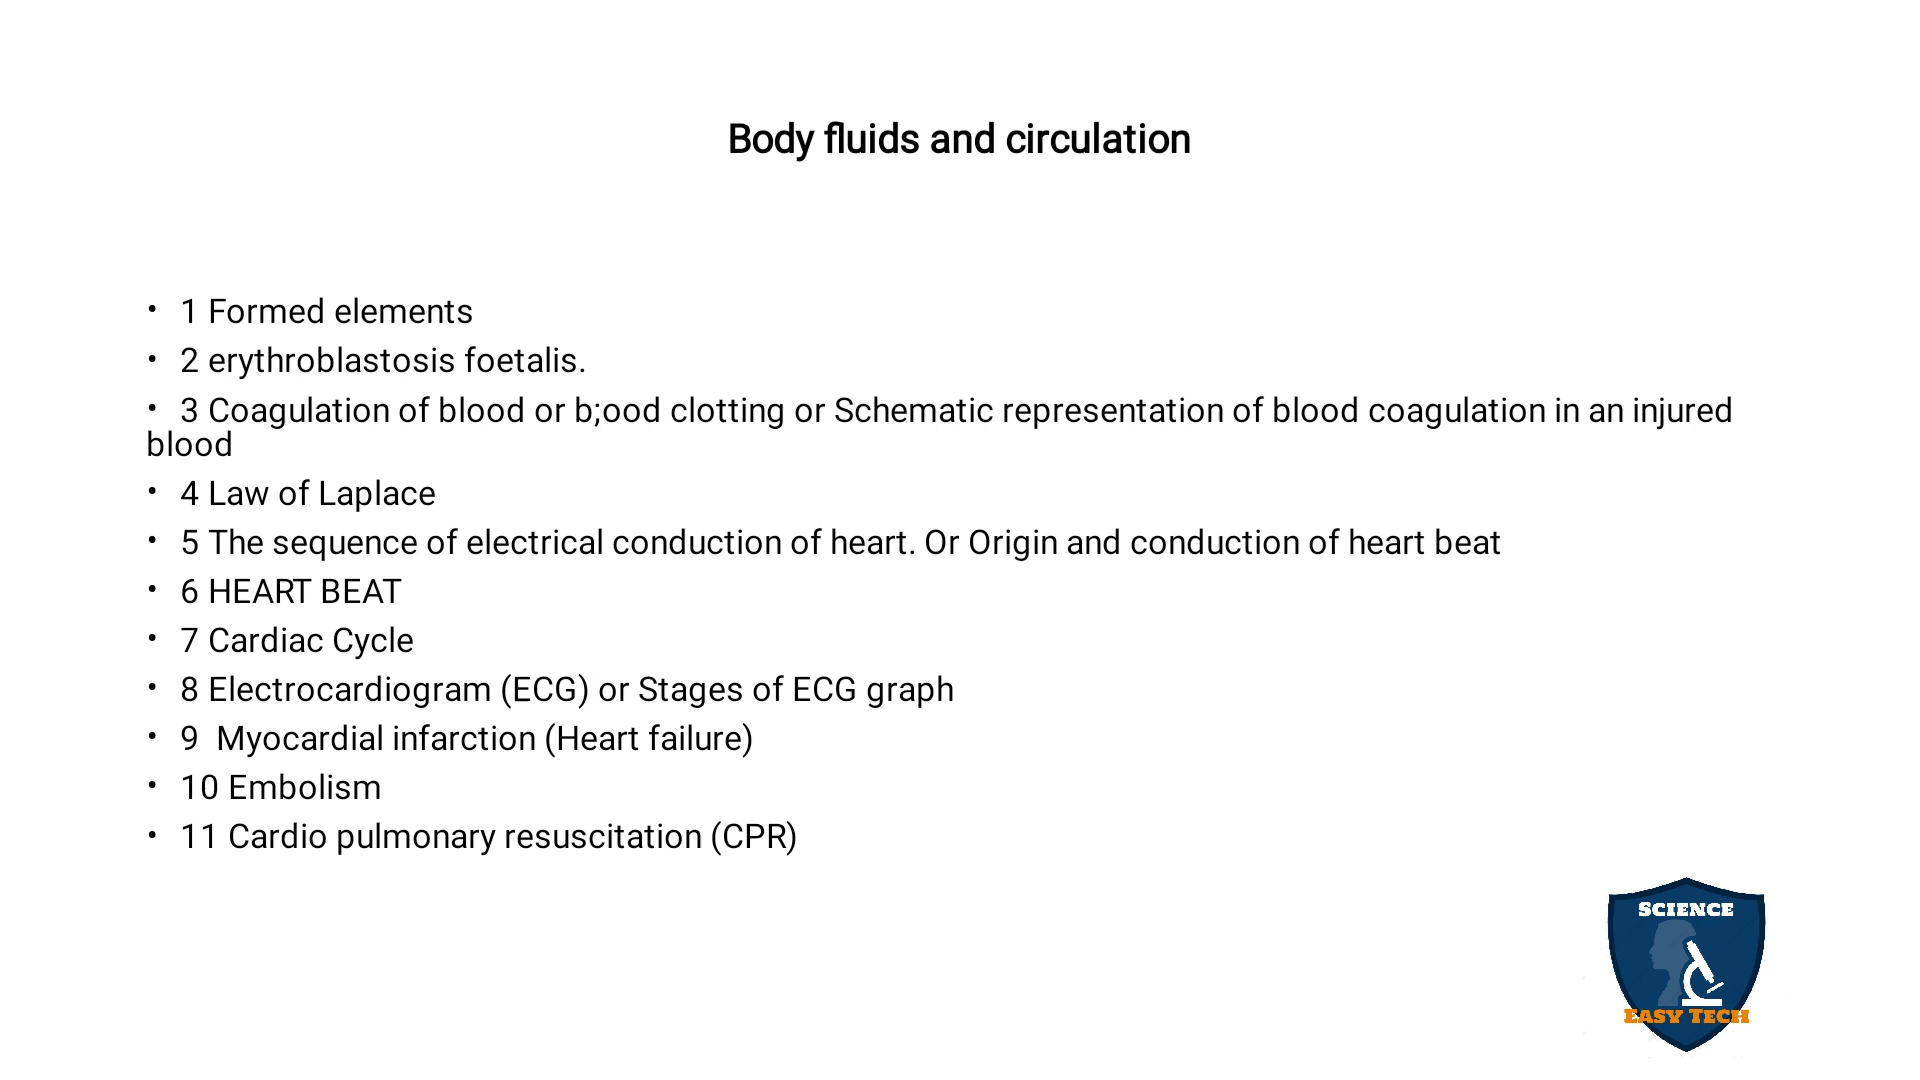 Body fluids and circulation
• 1 Formed elements
• 2 erythroblastosis foetalis.
• 3 Coagulation of blood or b;ood clotting or Schematic representation of blood coagulation in an injured
blood
• 4 Law of Laplace
• 5 The sequence of electrical conduction of heart. Or Origin and conduction of heart beat
• 6 HEART BEAT
• 7 Cardiac Cycle
• 8 Electrocardiogram (ECG) or Stages of ECG graph
• 9  Myocardial infarction (Heart failure)
• 10 Embolism
• 11 Cardio pulmonary resuscitation (CPR)
SCIENCE
EASY TECH